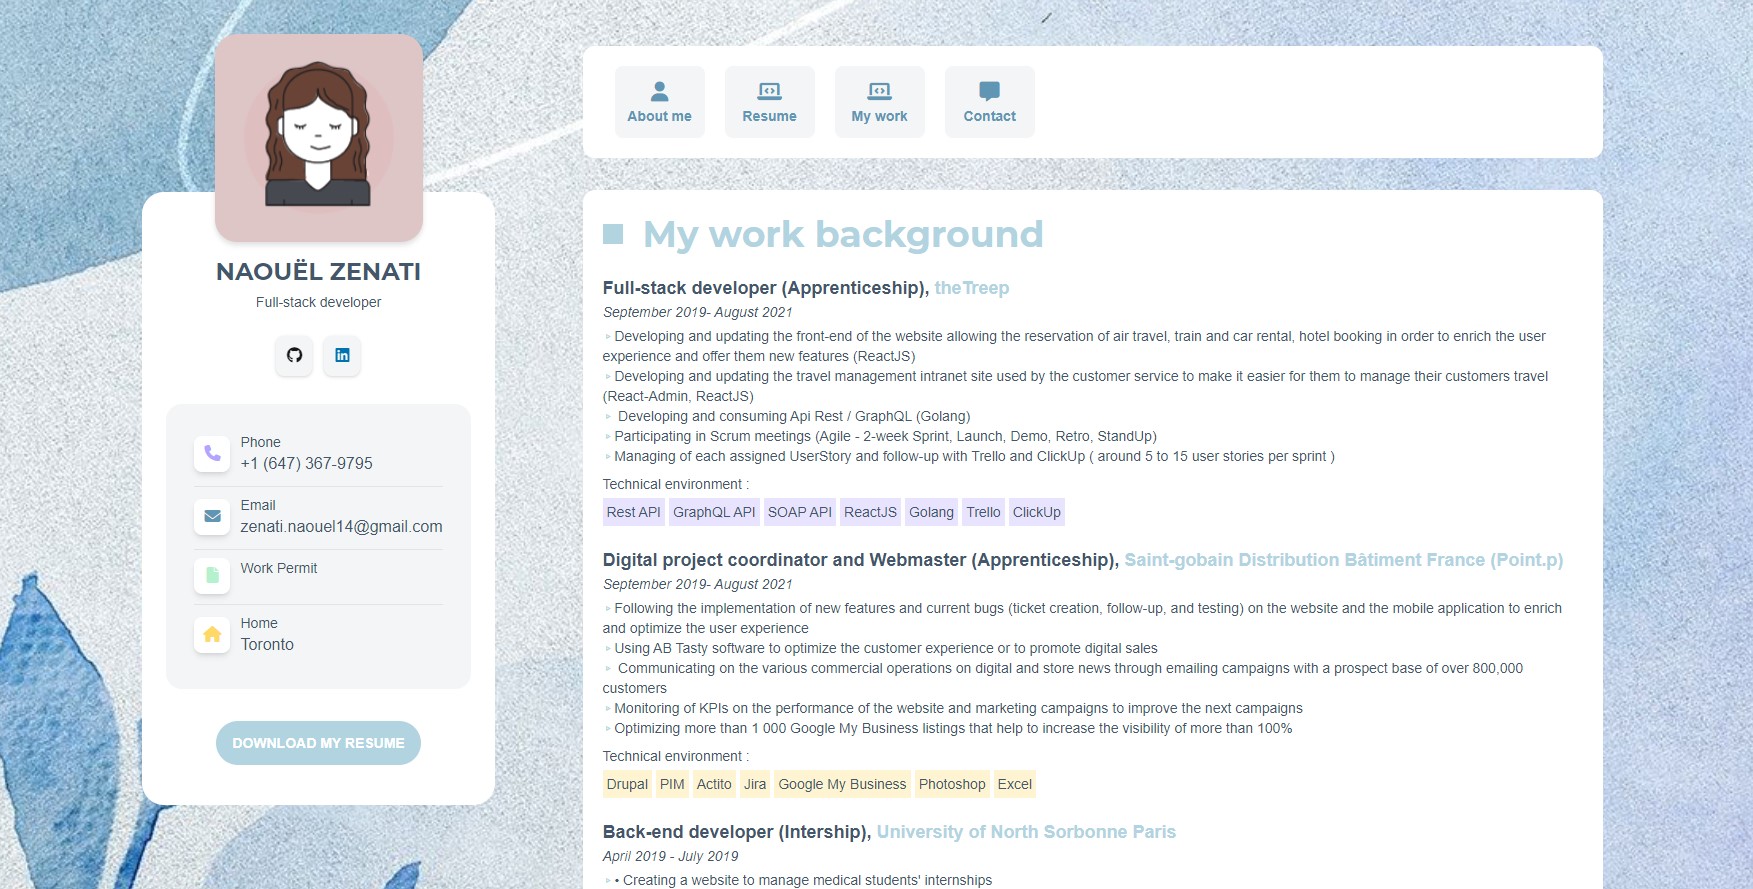 About me
Resume
My work
Contact
NAOUËL ZENATI
Full-stack developer
Phone
+1 (647) 367-9795
Email
zenati.naouel14@gmail.com
Work Permit
Home
Toronto
DOWNLOAD MY RESUME
My work background
Full-stack developer (Apprenticeship), theTreep
September 2019- August 2021
▹ Developing and updating the front-end of the website allowing the reservation of air travel, train and car rental, hotel booking in order to enrich the user
experience and offer them new features (ReactJS)
▹ Developing and updating the travel management intranet site used by the customer service to make it easier for them to manage their customers travel
(React-Admin, ReactJS)
▹ Developing and consuming Api Rest / GraphQL (Golang)
▹ Participating in Scrum meetings (Agile - 2-week Sprint, Launch, Demo, Retro, StandUp)
▹ Managing of each assigned UserStory and follow-up with Trello and ClickUp ( around 5 to 15 user stories per sprint )
Technical environment :
Rest API GraphQL API SOAP API ReactJS Golang Trello ClickUp
Digital project coordinator and Webmaster (Apprenticeship), Saint-gobain Distribution Bâtiment France (Point.p)
September 2019- August 2021
▹ Following the implementation of new features and current bugs (ticket creation, follow-up, and testing) on the website and the mobile application to enrich
and optimize the user experience
▹ Using AB Tasty software to optimize the customer experience or to promote digital sales
▹ Communicating on the various commercial operations on digital and store news through emailing campaigns with a prospect base of over 800,000
customers
▹ Monitoring of KPIs on the performance of the website and marketing campaigns to improve the next campaigns
▹ Optimizing more than 1 000 Google My Business listings that help to increase the visibility of more than 100%
Technical environment :
Drupal PIM Actito Jira Google My Business Photoshop Excel
Back-end developer (Intership), University of North Sorbonne Paris
April 2019 - July 2019
▹ • Creating a website to manage medical students' internships